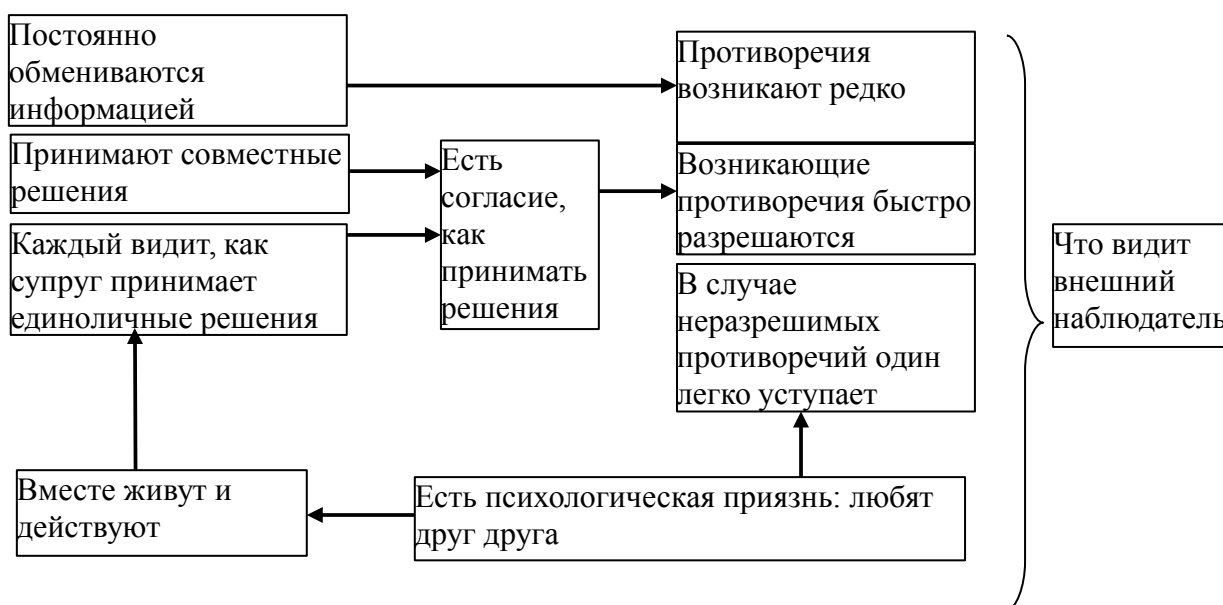 Постоянно
обмениваются
информацией
Противоречия
возникают редко
Принимают совместные
решения
Есть
согласие,
как
принимать
решения
Возникающие
противоречия быстро
разрешаются
Каждый видит, как
супруг принимает
единоличные решения
Что видит
внешний
наблюдатель
В случае
неразрешимых
противоречий один
легко уступает
Вместе живут и
действуют
Есть психологическая приязнь: любят
друг друга